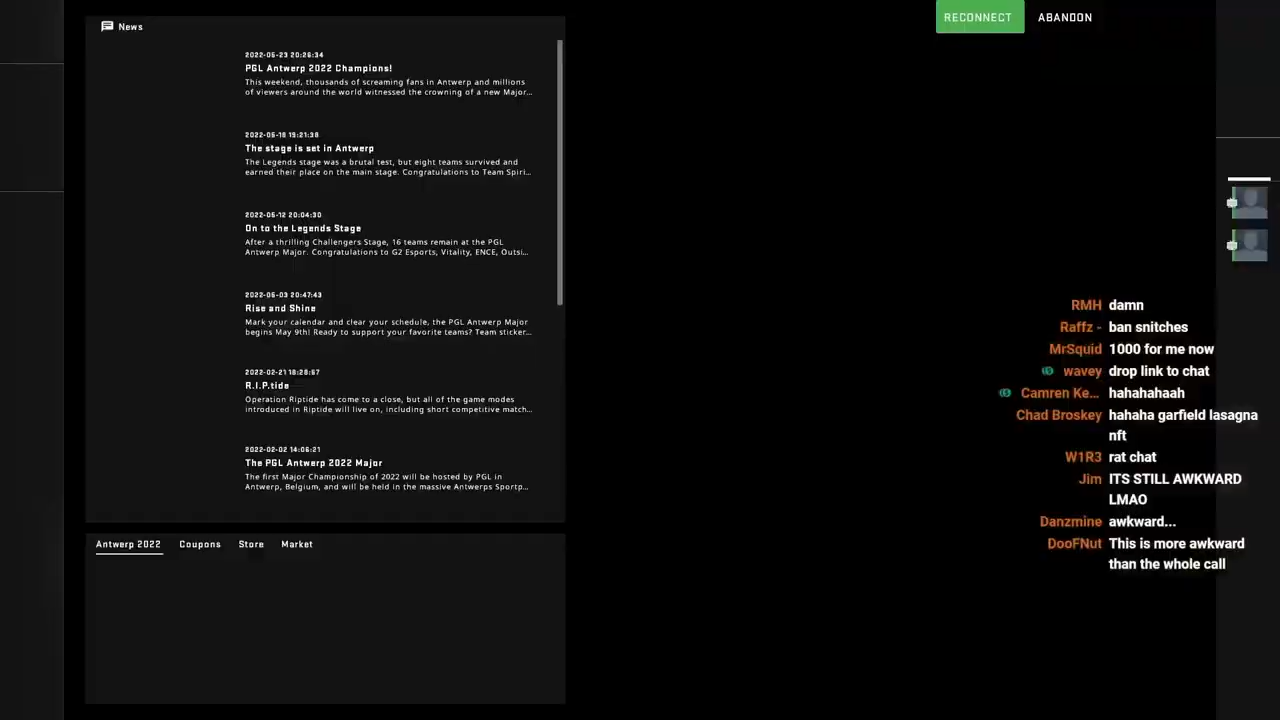 News
RECONNECT
ABANDON
2022-05-23 20:26:34
PGL Antwerp 2022 Champions!
This weekend, thousands of screaming fans in Antwerp and millions
of viewers around the world witnessed the crowning of a new Major...
2022-05-18 19:21:38
The stage is set in Antwerp
The Legends stage was a brutal test, but eight teams survived and
earned their place on the main stage. Congratulations to Team Spiri...
2022-05-12 20:04:30
On to the Legends Stage
After a thrilling Challengers Stage, 16 teams remain at the PGL
Antwerp Major. Congratulations to G2 Esports, Vitality, ENCE, Outsi...
2022-05-03 20:47:43
Rise and Shine
Mark your calendar and clear your schedule, the PGL Antwerp Major
begins May 9th! Ready to support your favorite teams? Team sticker...
2022-02-21 18:28:57
R.I.P.tide
Operation Riptide has come to a close, but all of the game modes
introduced in Riptide will live on, including short competitive match...
2022-02-02 14:06:21
The PGL Antwerp 2022 Major
The first Major Championship of 2022 will be hosted by PGL in
Antwerp, Belgium, and will be held in the massive Antwerps Sportp...
Antwerp 2022 Coupons Store Market
RMH damn
Raffz - ban snitches
MrSquid 1000 for me now
wavey drop link to chat
Camren Ke... hahahahaah
Chad Broskey hahaha garfield lasagna
nft
W1R3 rat chat
Jim ITS STILL AWKWARD
LMAO
Danzmine awkward...
DooFNut This is more awkward
than the whole call